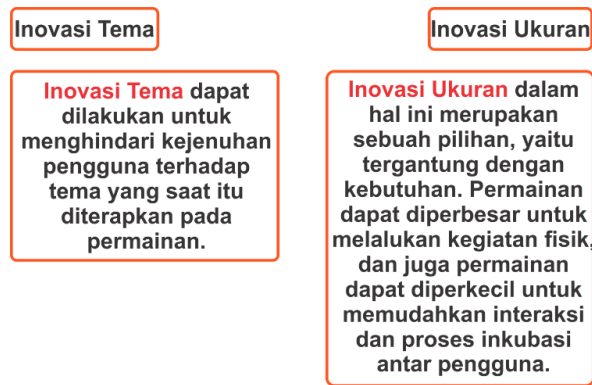 Inovasi Tema
Inovasi Ukuran
Inovasi Tema dapat
dilakukan untuk
menghindari kejenuhan
pengguna terhadap
tema yang saat itu
diterapkan pada
permainan.
Inovasi Ukuran dalam
hal ini merupakan
sebuah pilihan, yaitu
tergantung dengan
kebutuhan. Permainan
dapat diperbesar untuk
melalukan kegiatan fisik,
dan juga permainan
dapat diperkecil untuk
memudahkan interaksi
dan proses inkubasi
antar pengguna.